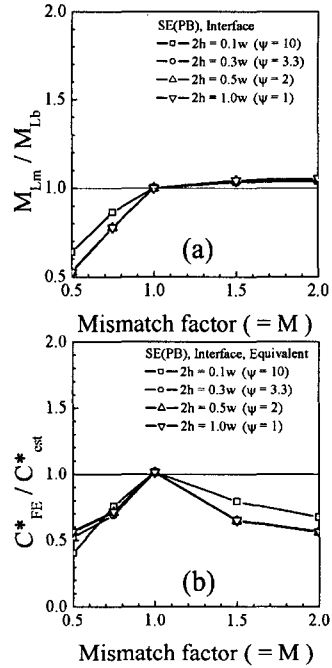 2.0
SE(PB), Interface
2h = 0.1w (ψ = 10)
2h = 0.3w (ψ = 3.3)
2h = 0.5w (ψ = 2)
2h = 1.0w (ψ = 1)
1.5
M_Lm / M_Lb
1.0
(a)
0.5
0.5 1.0 1.5 2.0
Mismatch factor ( = M )
2.0
SE(PB), Interface, Equivalent
2h = 0.1w (ψ = 10)
2h = 0.3w (ψ = 3.3)
2h = 0.5w (ψ = 2)
2h = 1.0w (ψ = 1)
1.5
C*_FE / C*_est
1.0
0.5
(b)
0.0
0.5 1.0 1.5 2.0
Mismatch factor ( = M )